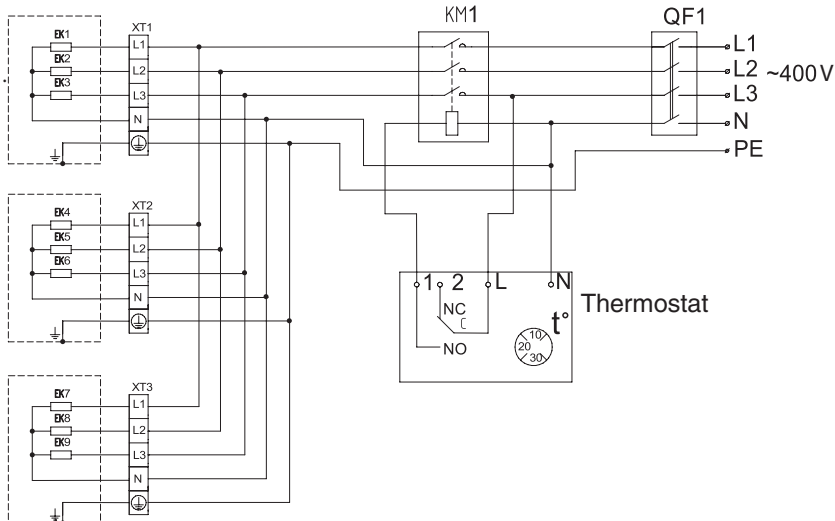 KM1
QF1
XT1
EK1
L1
EK2
L2
EK3
L3
N
L1
L2 ~400V
L3
N
PE
XT2
EK4
L1
EK5
L2
EK6
L3
N
1 2 L N
Thermostat
NC
t°
NO
10
20
30
XT3
EK7
L1
EK8
L2
EK9
L3
N